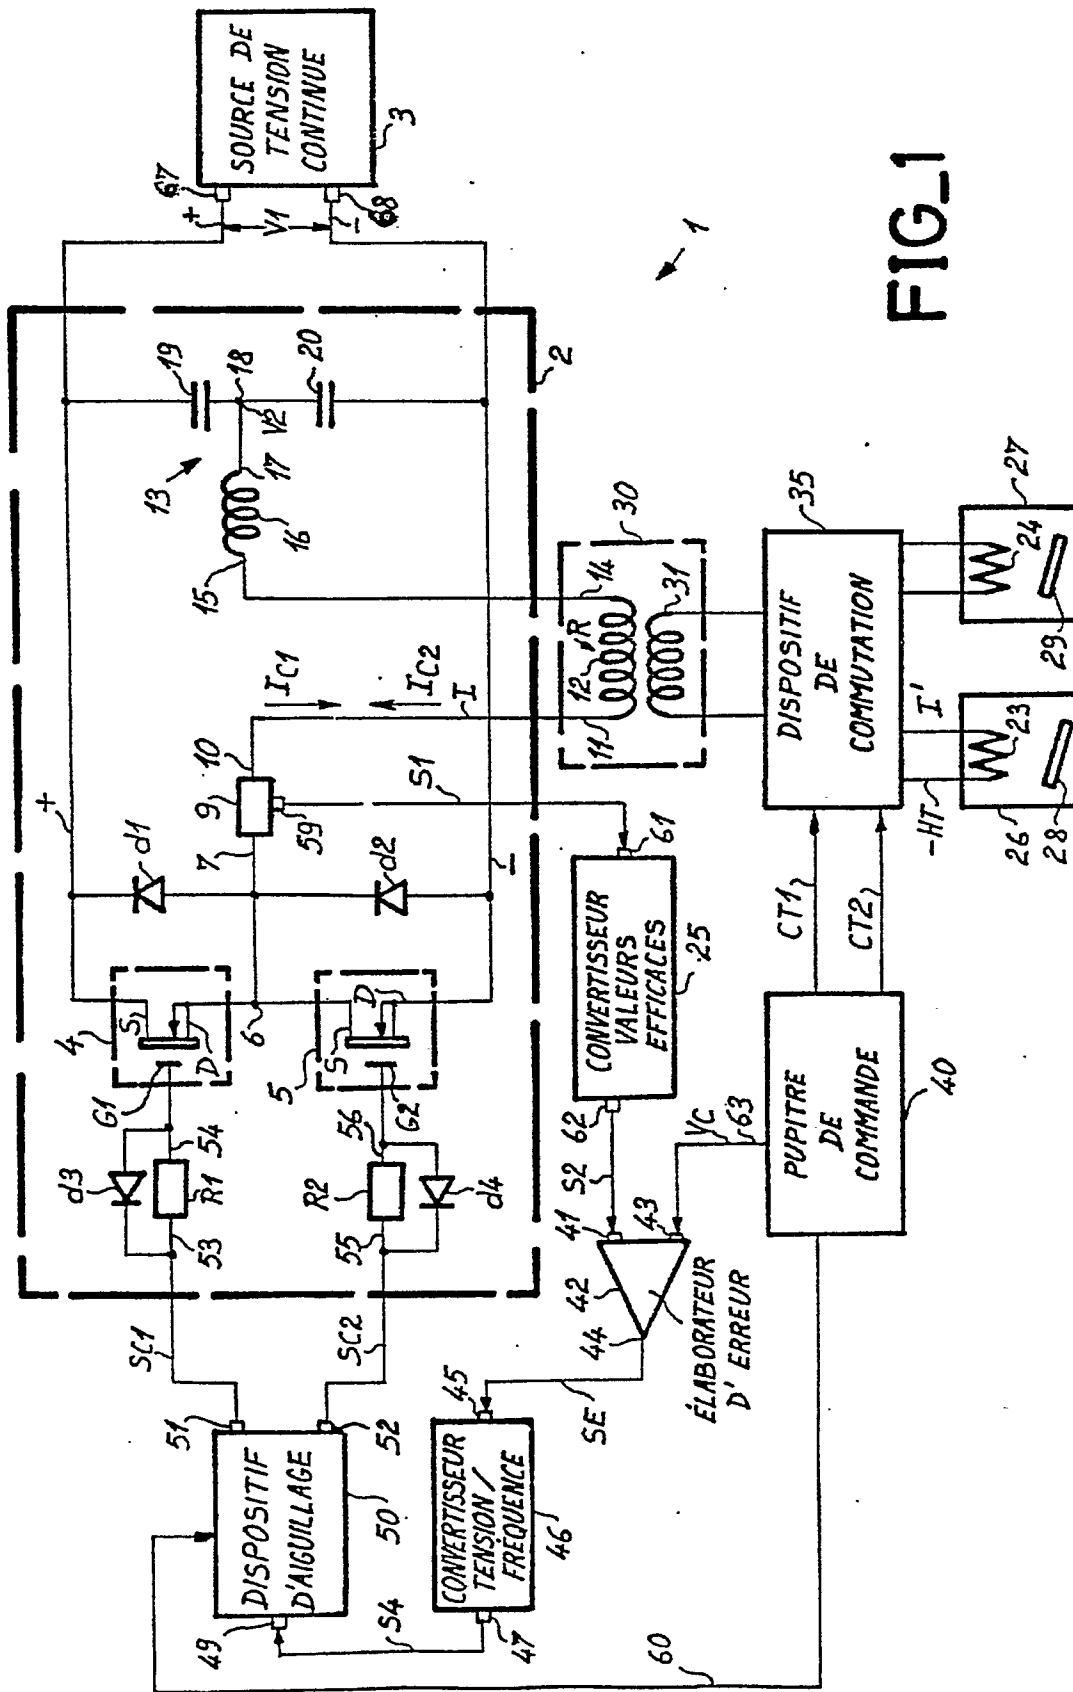 SOURCE DE
TENSION
CONTINUE
3
67
68
+
V1
−
+
2
19
18
V2
20
13
17
16
15
IC1
IC2
I
10
9
59
7
S1
d1
d2
−
4
S
D
G1
6
5
S
D
G2
d3
54
R1
53
56
R2
55
d4
SC1
SC2
51
52
DISPOSITIF
D'AIGUILLAGE
50
49
S4
30
14
R
12
11
31
1
61
CONVERTISSEUR
VALEURS
EFFICACES
25
62
S2
41
43
42
44
ÉLABORATEUR
D'ERREUR
VC
63
SE
45
CONVERTISSEUR
TENSION/
FRÉQUENCE
46
47
35
DISPOSITIF
DE
COMMUTATION
CT1
CT2
PUPITRE
DE
COMMANDE
40
60
-HT
I'
27
24
29
23
26
28
FIG_1